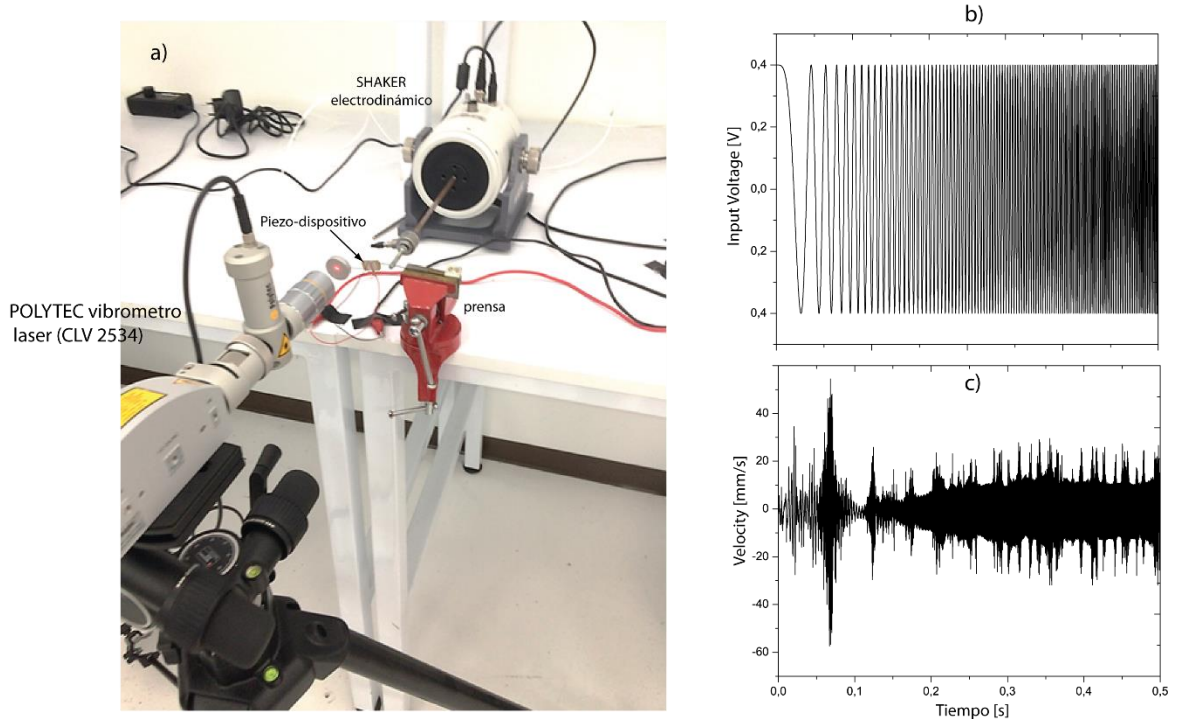 a)
SHAKER
electrodinámico
Piezo-dispositivo
POLYTEC vibrometro
laser (CLV 2534)
prensa
b)
Input Voltage [V]
0,4
0,2
0,0
0,2
0,4
c)
Velocity [mm/s]
40
20
0
-20
-40
-60
0,0 0,1 0,2 0,3 0,4 0,5
Tiempo [s]